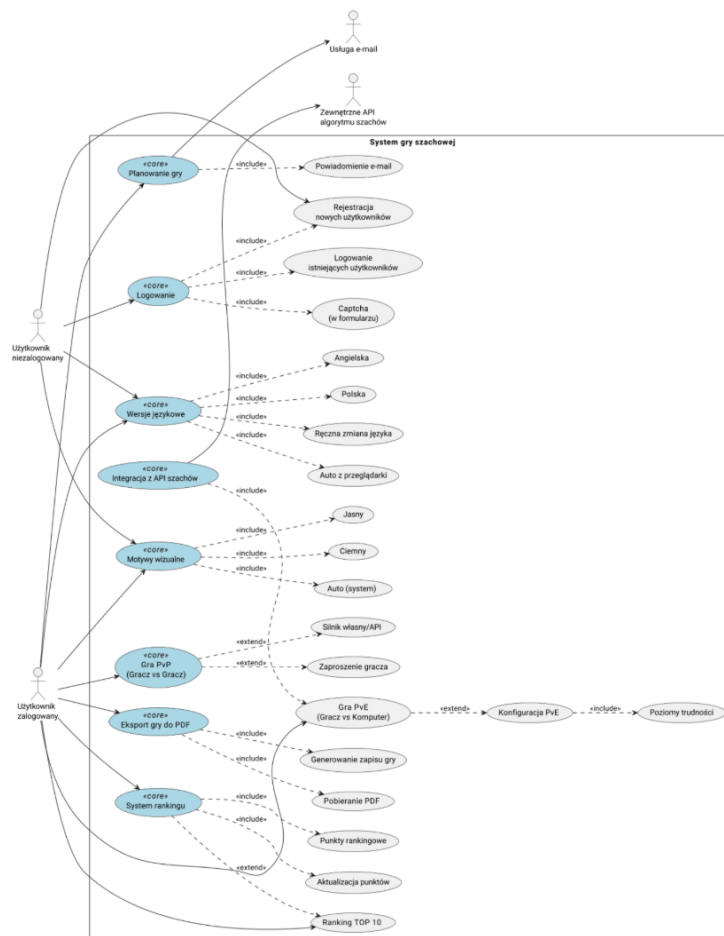 Usługa e-mail
Zewnętrzne API
algorytmu szachów
System gry szachowej
«core»
Planowanie gry
«include»
Powiadomienie e-mail
Rejestracja
nowych użytkowników
«include»
Logowanie
istniejących użytkowników
«core»
Logowanie
«include»
«include»
Captcha
(w formularzu)
Użytkownik
niezalogowany
Angielska
«include»
Polska
«core»
Wersje językowe
«include»
«include»
Ręczna zmiana języka
«include»
Auto z przeglądarki
«core»
Integracja z API szachów
«include»
Jasny
«include»
«core»
Motywy wizualne
«include»
Ciemny
«include»
Auto (system)
Silnik własny/API
«extend»
«core»
Gra PvP
(Gracz vs Gracz)
«extend»
Zaproszenie gracza
Użytkownik
zalogowany
«core»
Eksport gry do PDF
Gra PvE
(Gracz vs Komputer)
«extend»
Konfiguracja PvE
«include»
Poziomy trudności
«include»
Generowanie zapisu gry
«include»
Pobieranie PDF
«core»
System rankingu
«include»
«include»
Punkty rankingowe
«extend»
Aktualizacja punktów
Ranking TOP 10